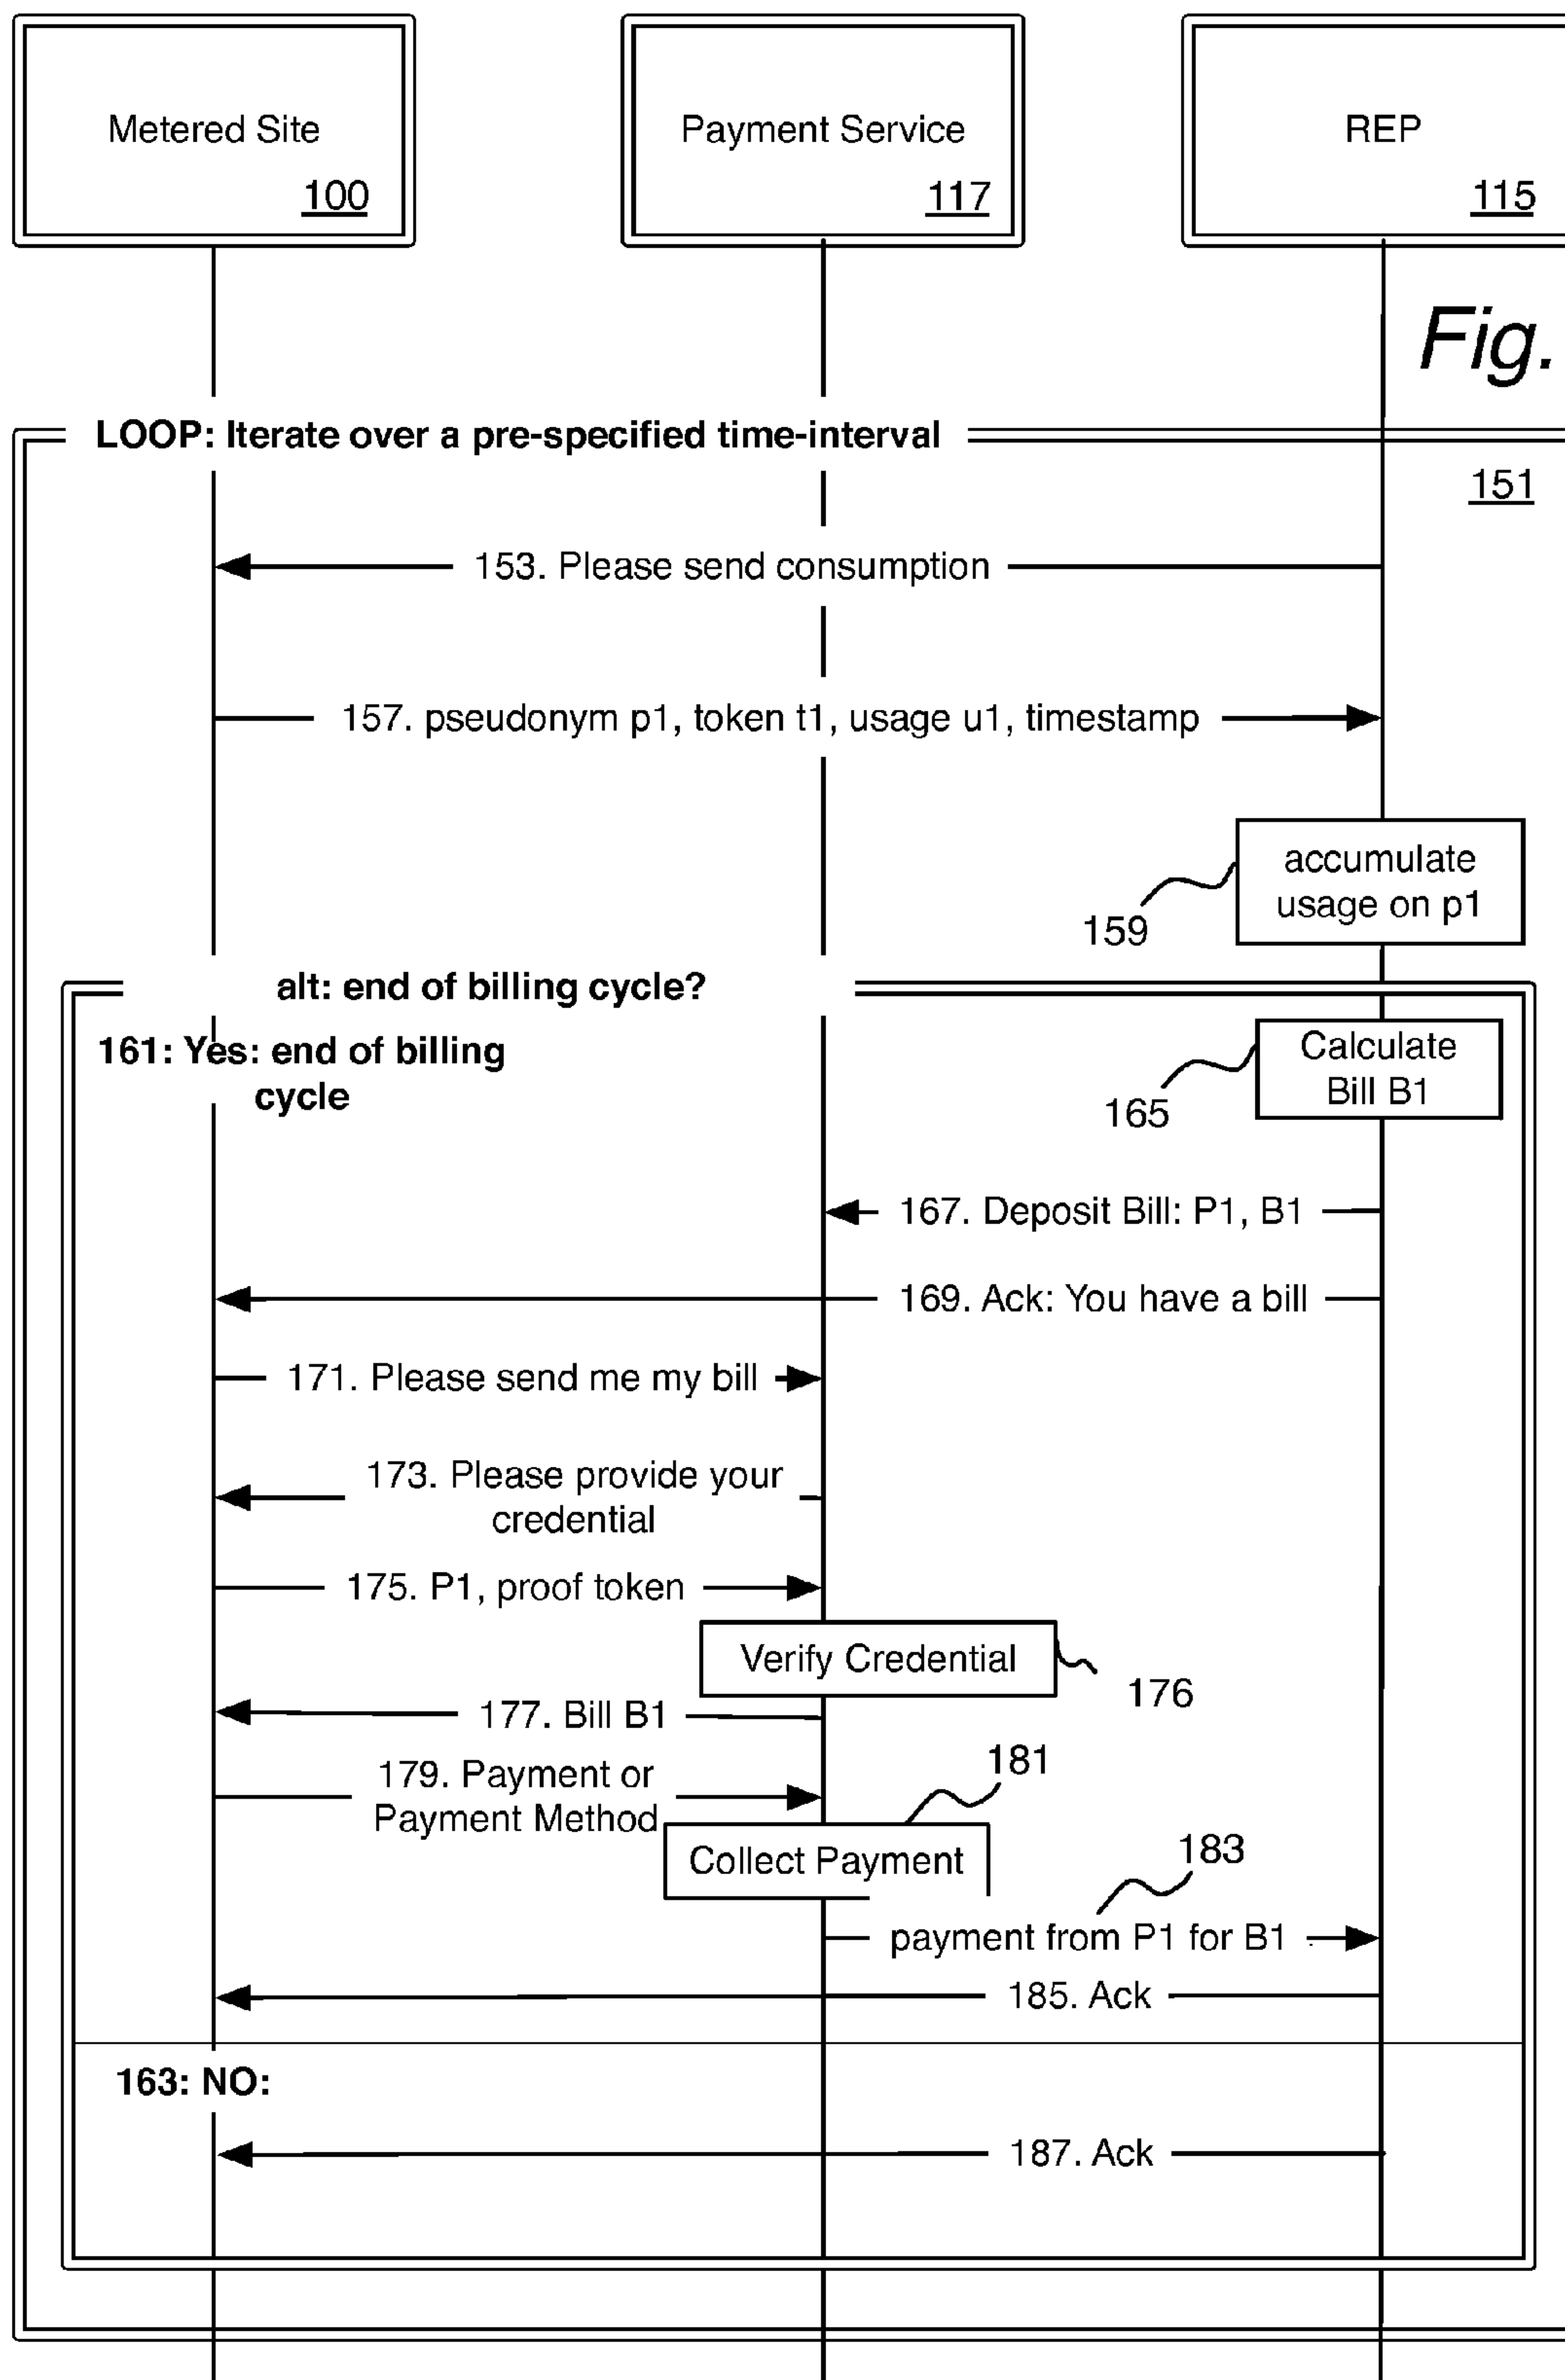 Metered Site
100
Payment Service
117
REP
115
Fig.
LOOP: Iterate over a pre-specified time-interval
151
153. Please send consumption
157. pseudonym p1, token t1, usage u1, timestamp
accumulate
usage on p1
159
alt: end of billing cycle?
161: Yes: end of billing
cycle
Calculate
Bill B1
165
167. Deposit Bill: P1, B1
169. Ack: You have a bill
171. Please send me my bill
173. Please provide your
credential
175. P1, proof token
Verify Credential
176
177. Bill B1
181
179. Payment or
Payment Method
Collect Payment
183
payment from P1 for B1
185. Ack
163: NO:
187. Ack